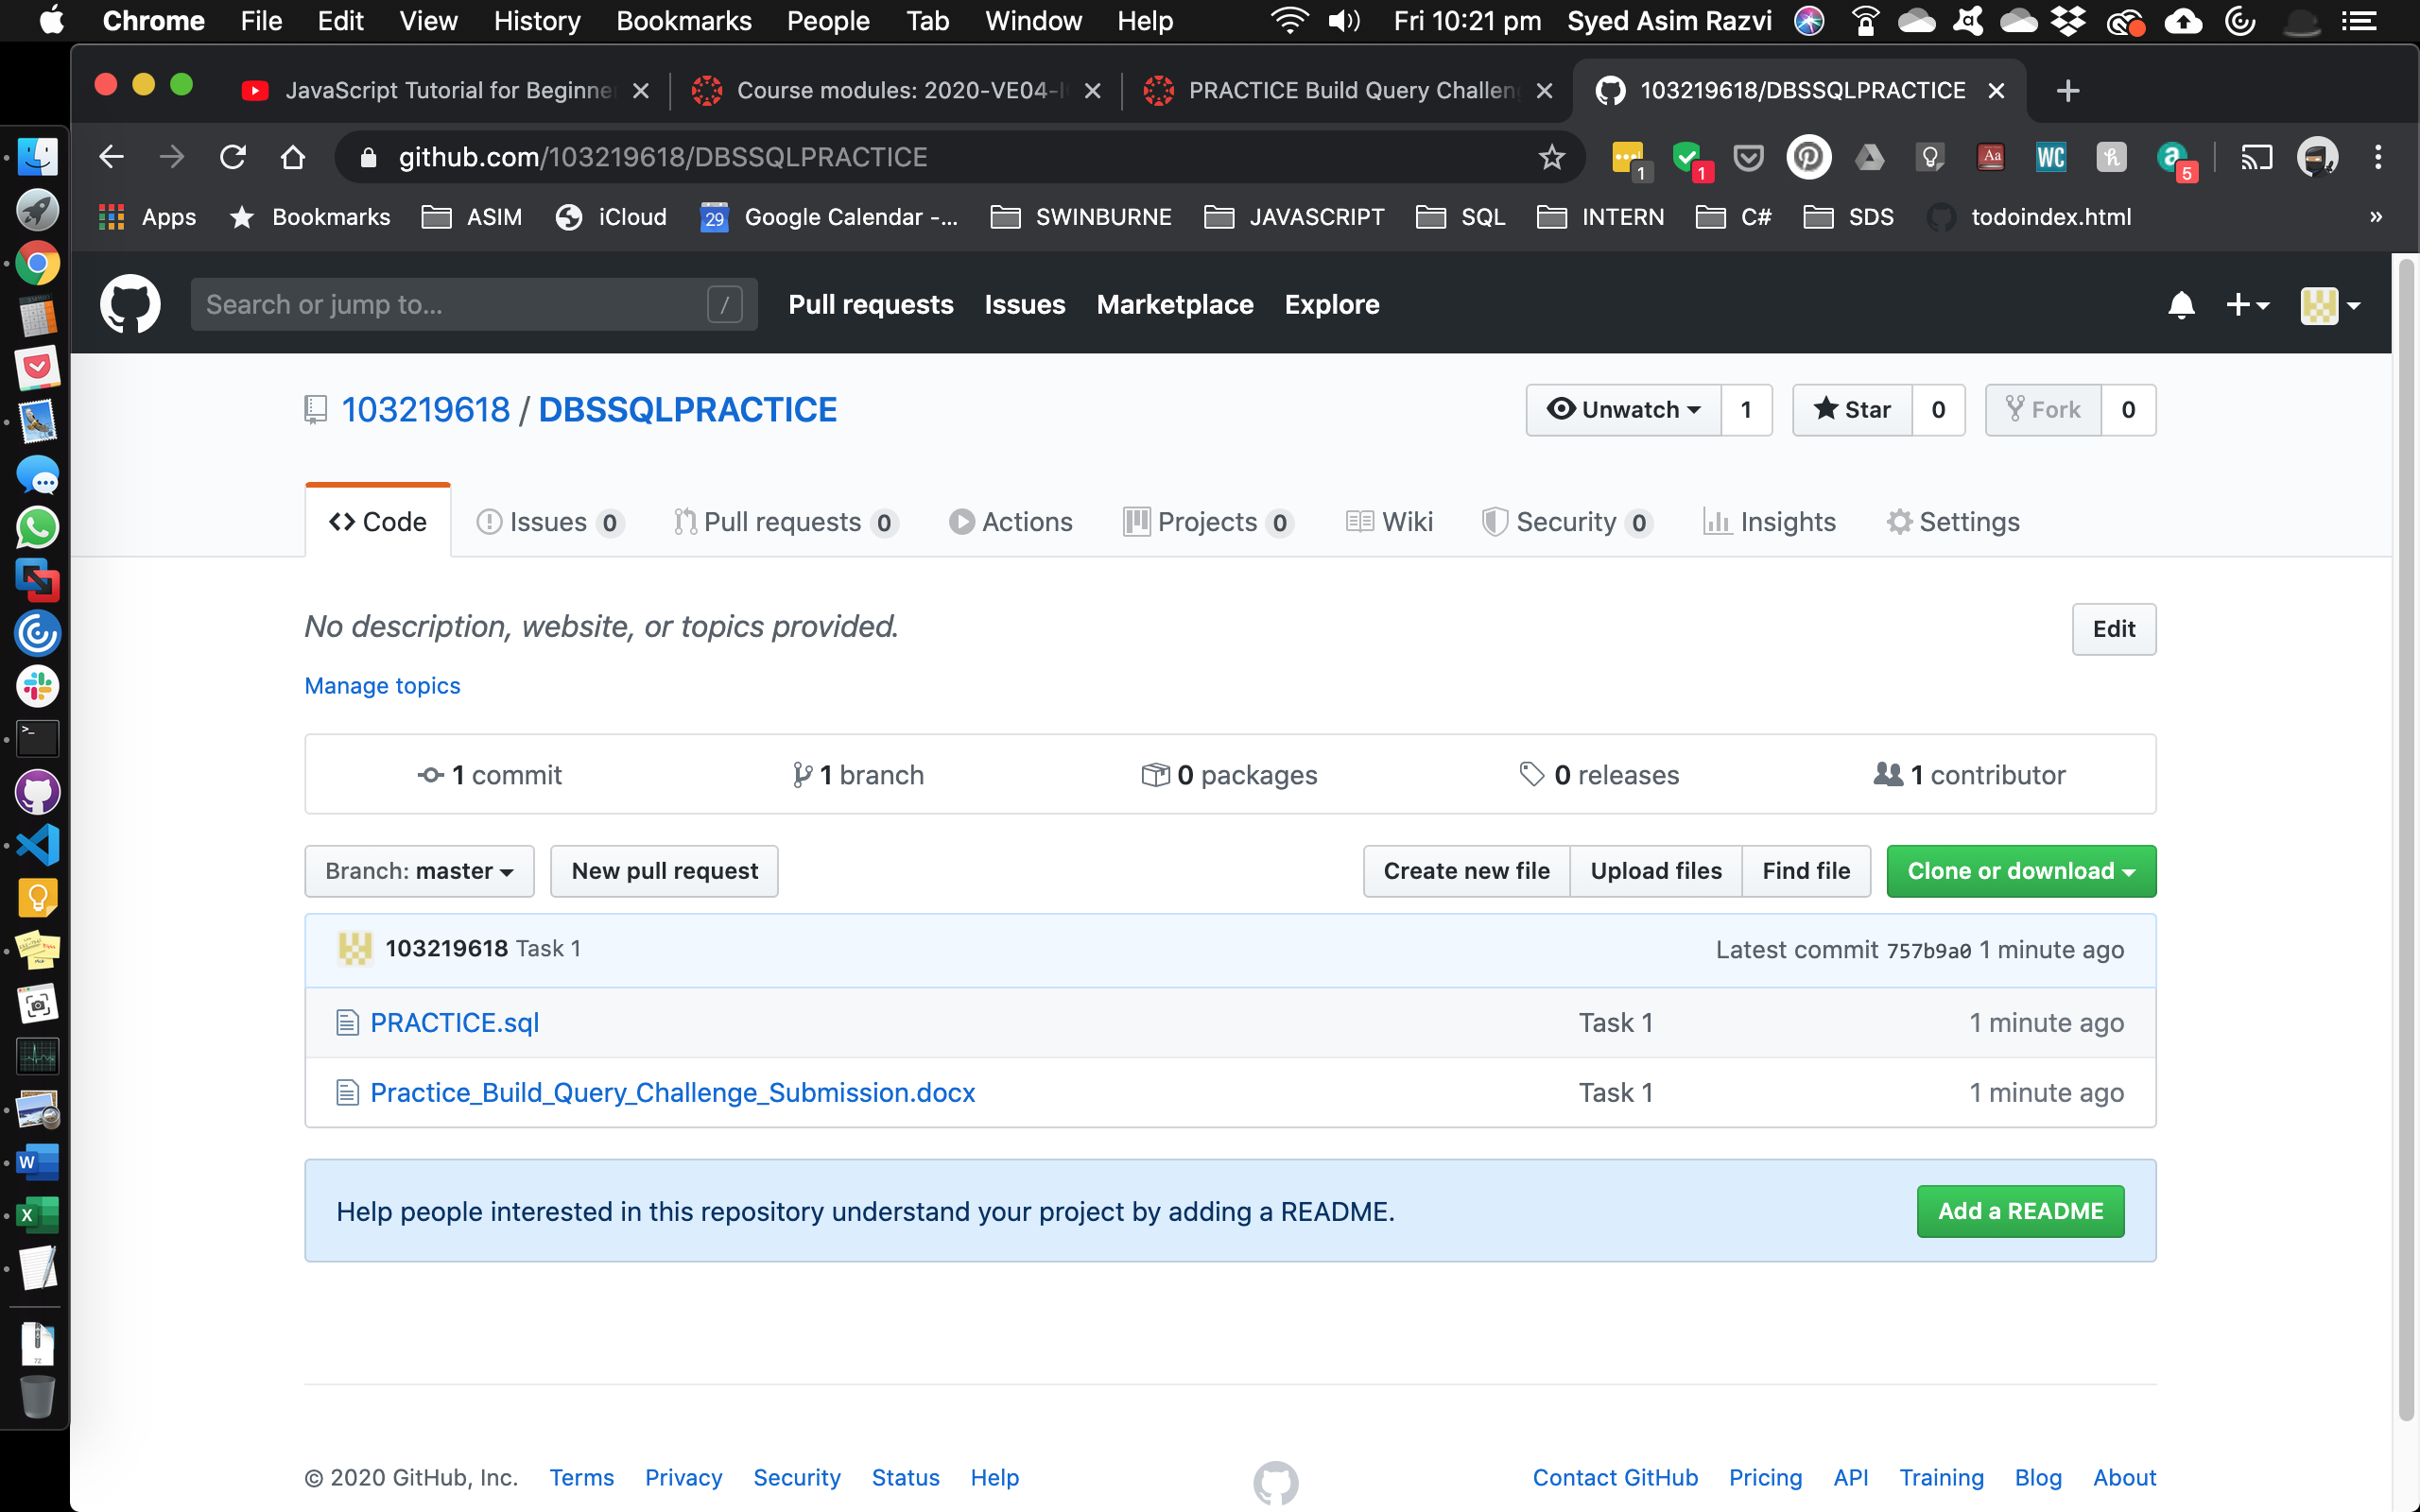 Chrome File Edit View History Bookmarks People Tab Window Help Fri 10:21 pm Syed Asim Razvi
JavaScript Tutorial for Beginne Course modules: 2020-VE04-I PRACTICE Build Query Challen 103219618/DBSSQLPRACTICE
github.com/103219618/DBSSQLPRACTICE 1 1 Aa WC h a 5
Apps Bookmarks ASIM iCloud 29 Google Calendar -... SWINBURNE JAVASCRIPT SQL INTERN C# SDS todoindex.html »
Search or jump to... / Pull requests Issues Marketplace Explore
103219618 / DBSSQLPRACTICE Unwatch 1 Star 0 Fork 0
Code Issues 0 Pull requests 0 Actions Projects 0 Wiki Security 0 Insights Settings
No description, website, or topics provided. Edit
Manage topics
1 commit 1 branch 0 packages 0 releases 1 contributor
Branch: master New pull request Create new file Upload files Find file Clone or download
103219618 Task 1 Latest commit 757b9a0 1 minute ago
PRACTICE.sql Task 1 1 minute ago
Practice_Build_Query_Challenge_Submission.docx Task 1 1 minute ago
Help people interested in this repository understand your project by adding a README. Add a README
© 2020 GitHub, Inc. Terms Privacy Security Status Help Contact GitHub Pricing API Training Blog About